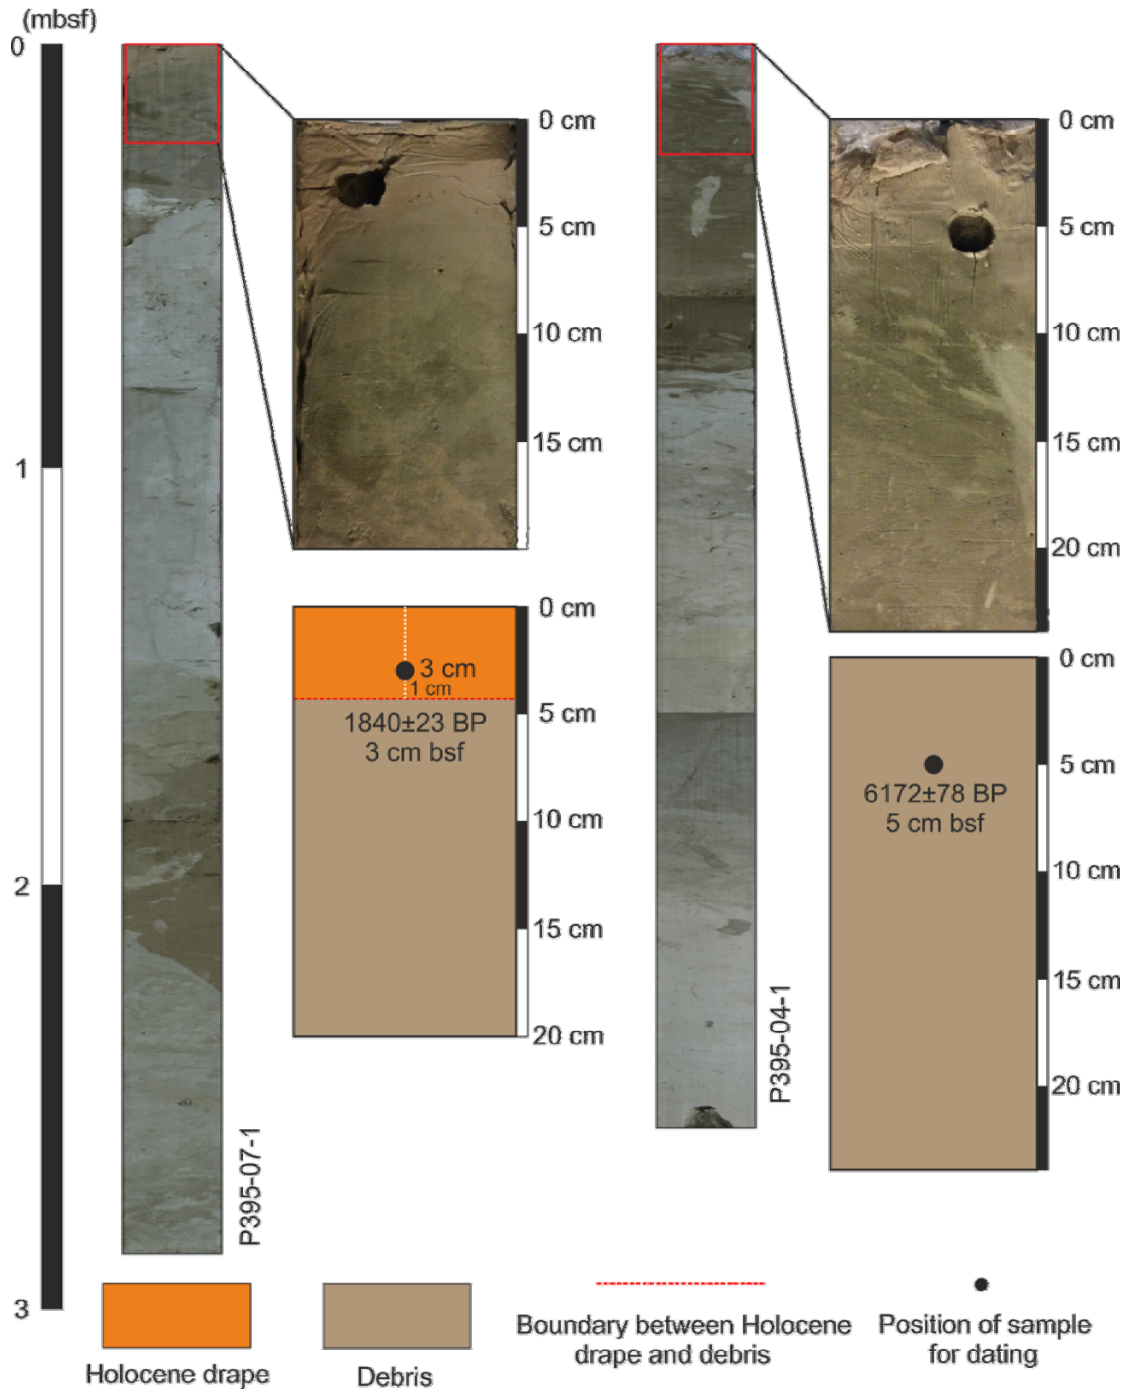 (mbsf)
0
1
2
3
0 cm
5 cm
10 cm
15 cm
0 cm
5 cm
10 cm
15 cm
20 cm
3 cm
1 cm
1840±23 BP
3 cm bsf
P395-07-1
0 cm
5 cm
10 cm
15 cm
20 cm
0 cm
5 cm
10 cm
15 cm
20 cm
6172±78 BP
5 cm bsf
P395-04-1
Holocene drape
Debris
Boundary between Holocene
drape and debris
Position of sample
for dating